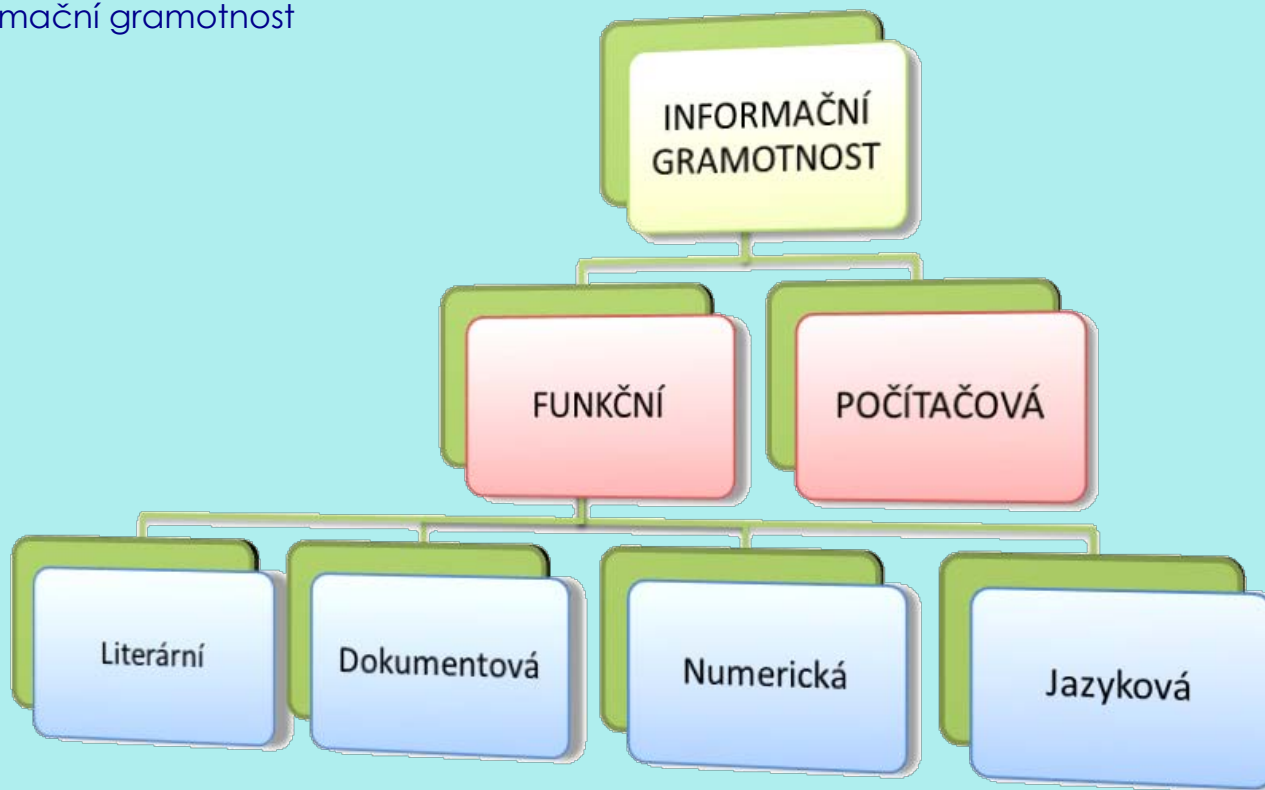 mační gramotnost
INFORMAČNÍ
GRAMOTNOST
FUNKČNÍ
POČÍTAČOVÁ
Literární
Dokumentová
Numerická
Jazyková